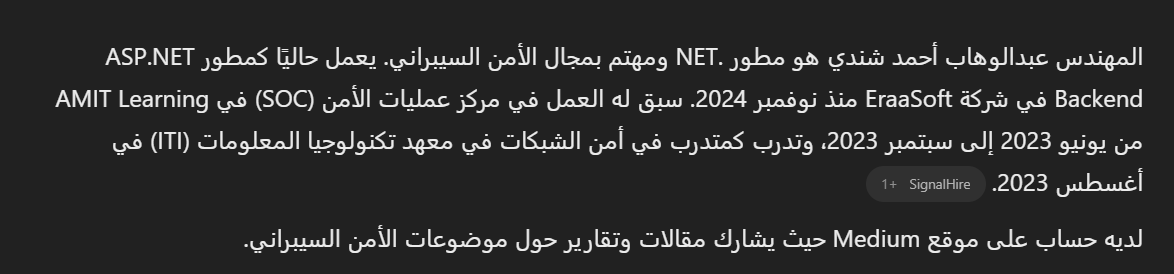 المهندس عبدالوهاب أحمد شندي هو مطور .NET ومهتم بمجال الأمن السيبراني. يعمل حاليًا كمطور ASP.NET
Backend في شركة EraaSoft منذ نوفمبر 2024. سبق له العمل في مركز عمليات الأمن (SOC) في AMIT Learning
من يونيو 2023 إلى سبتمبر 2023، وتدرب كمتدرب في أمن الشبكات في معهد تكنولوجيا المعلومات (ITI) في
أغسطس 2023. SignalHire +1
لديه حساب على موقع Medium حيث يشارك مقالات وتقارير حول موضوعات الأمن السيبراني.